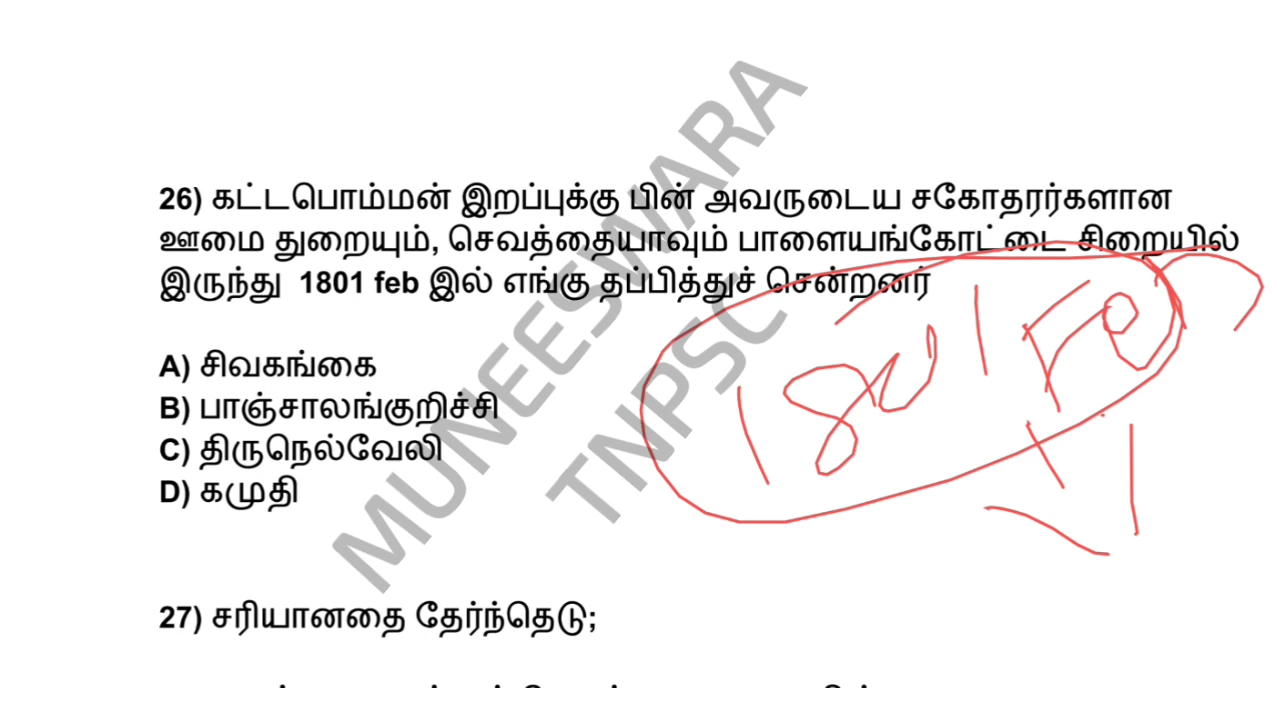 26) கட்டபொம்மன் இறப்புக்கு பின் அவருடைய சகோதரர்களான
ஊமை துறையும், செவத்தையாவும் பாளையங்கோட்டை சிறையில்
இருந்து 1801 feb இல் எங்கு தப்பித்துச் சென்றனர்
1801 Feb
A) சிவகங்கை
B) பாஞ்சாலங்குறிச்சி
C) திருநெல்வேலி
D) கமுதி
MUNEESWARA
TNPSC
27) சரியானதை தேர்ந்தெடு;